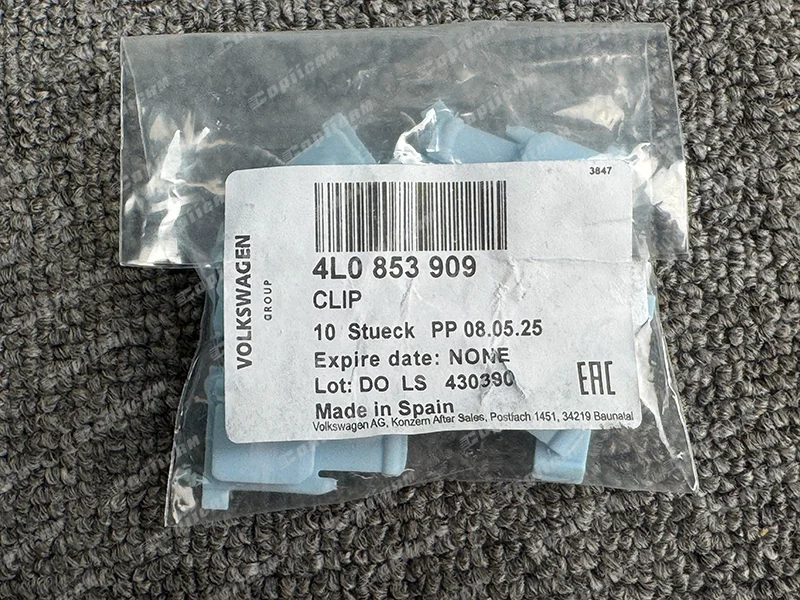 3847
VOLKSWAGEN
GROUP
4L0 853 909
CLIP
10 Stueck PP 08.05.25
Expire date: NONE
Lot: DO LS 430390
EAC
Made in Spain
Volkswagen AG, Konzern After Sales, Postfach 1451, 34219 Baunatal